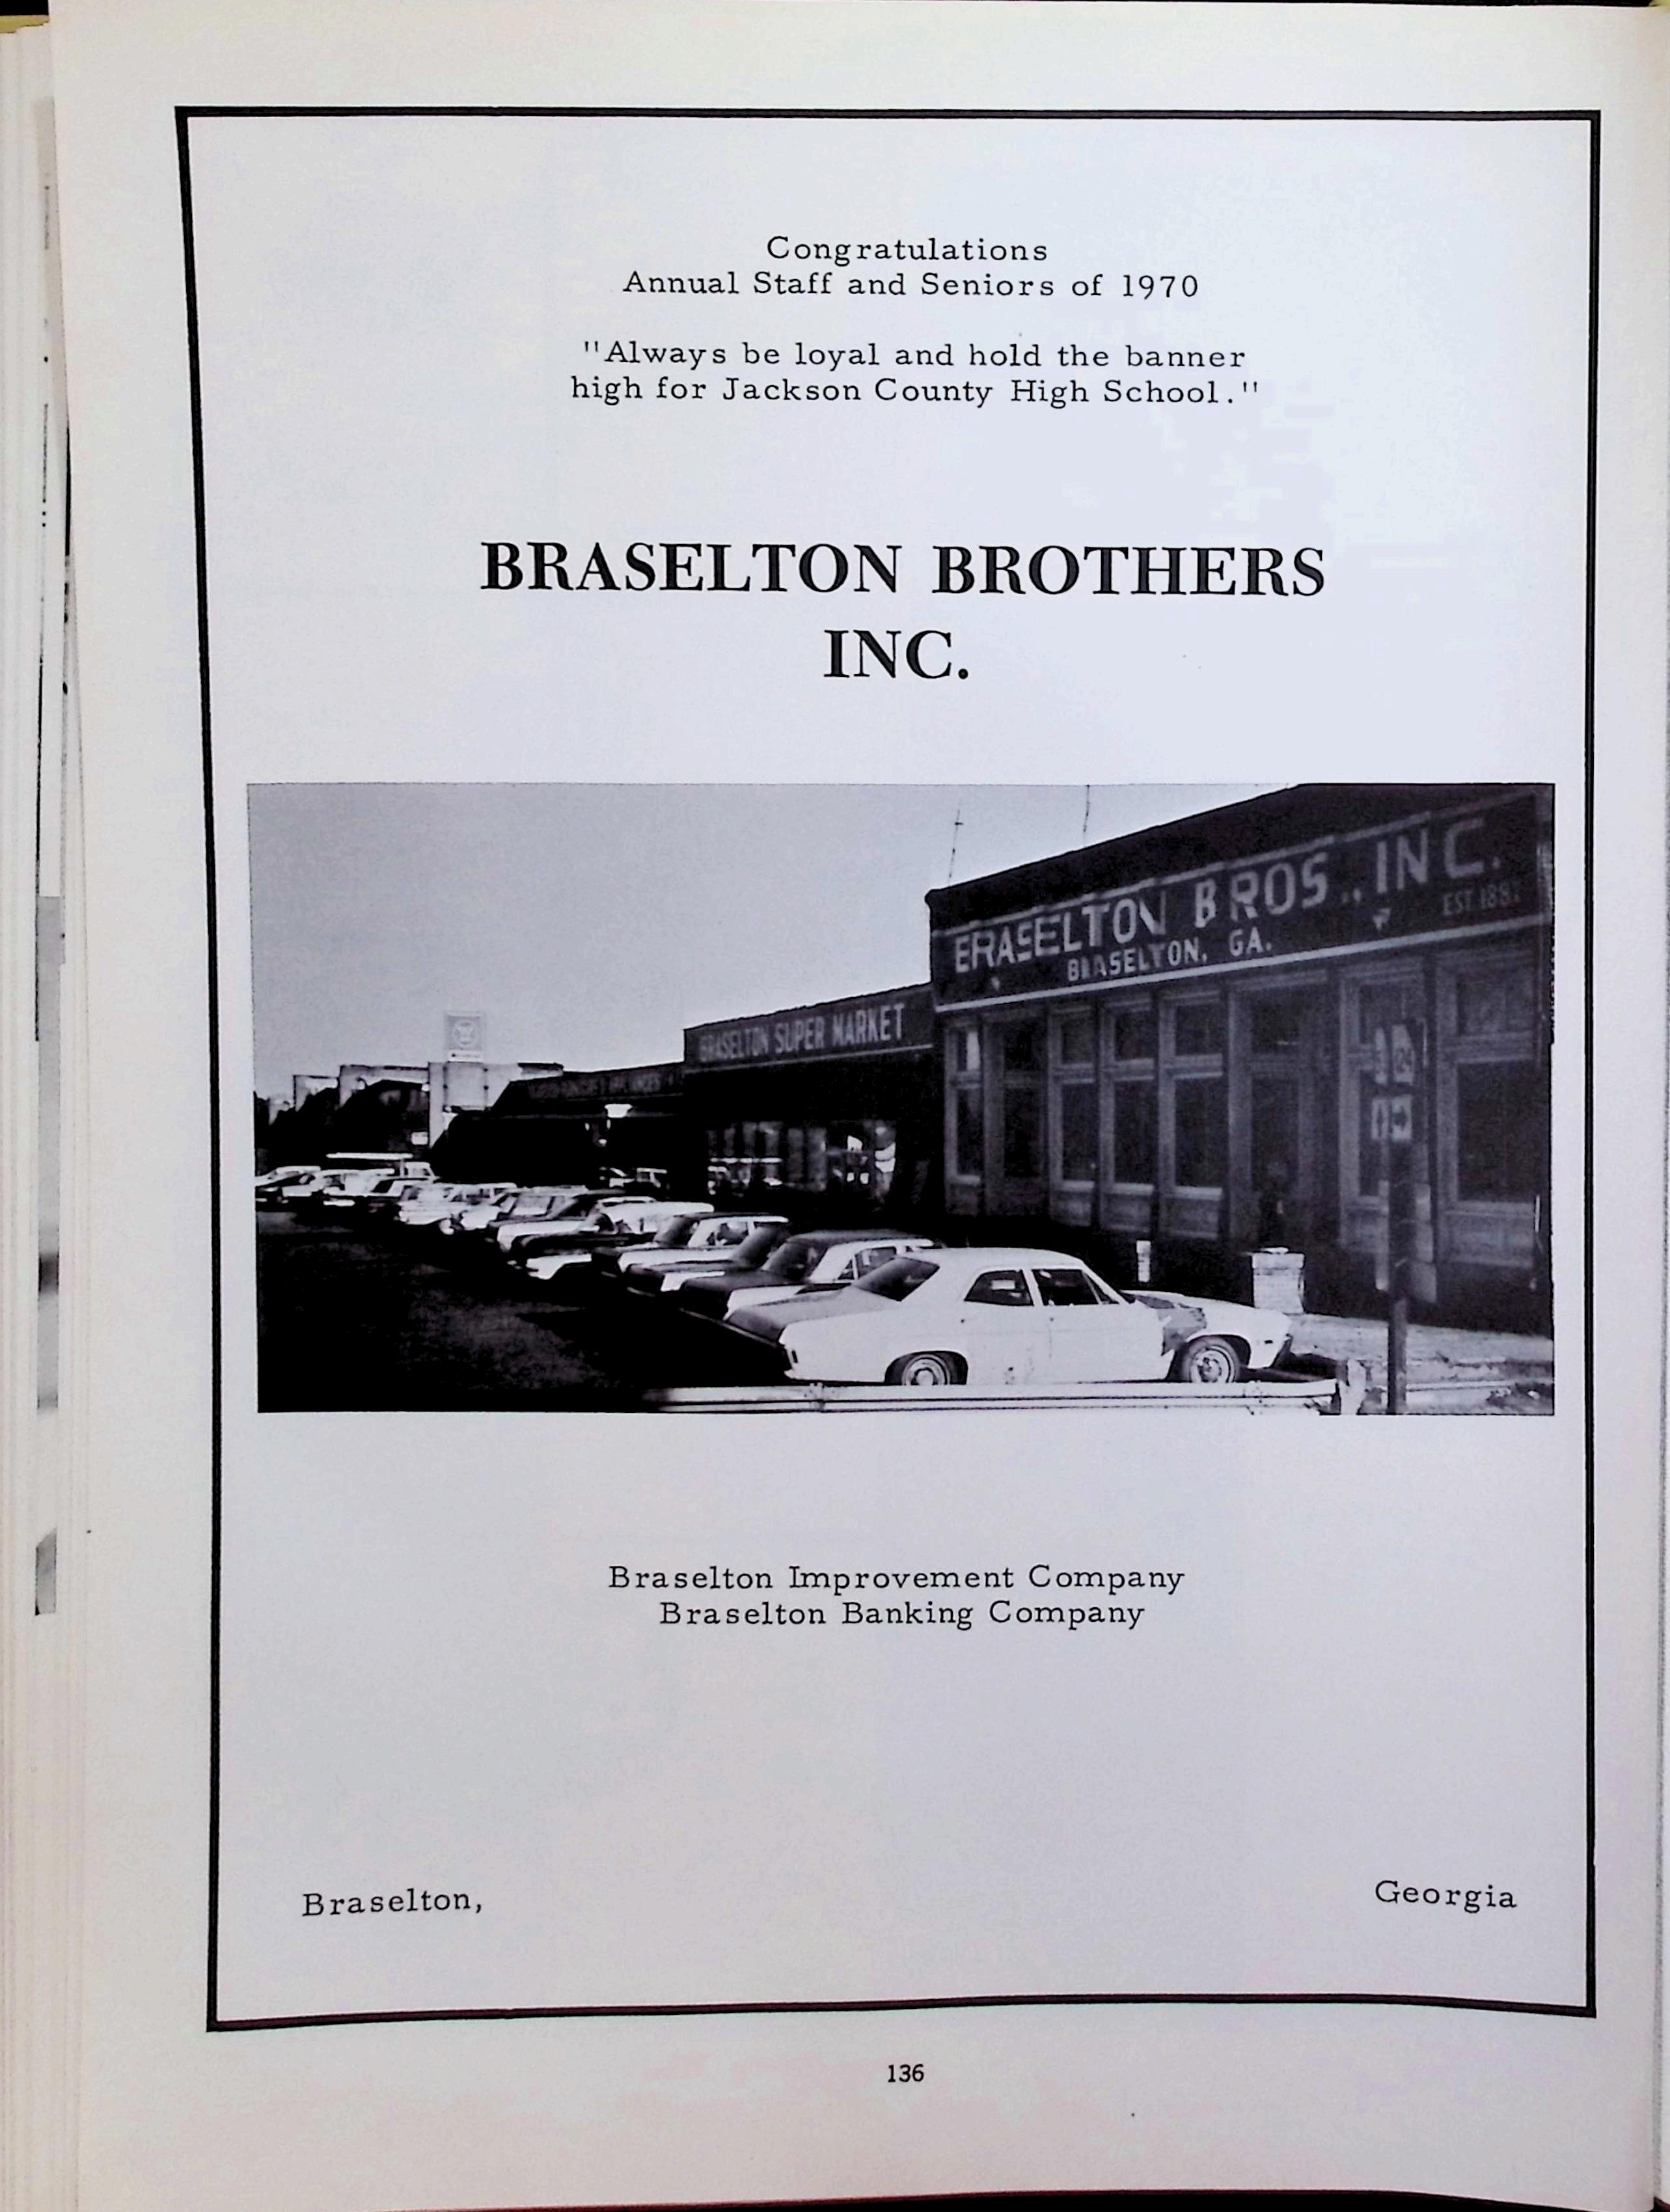 Congratulations
Annual Staff and Seniors of 1970
"Always be loyal and hold the banner
high for Jackson County High School."
BRASELTON BROTHERS
INC.
BRASELTON BROS., INC.
BRASELTON, GA.
EST. 188
BRASELTON SUPER MARKET
Braselton Improvement Company
Braselton Banking Company
Braselton,
Georgia
136